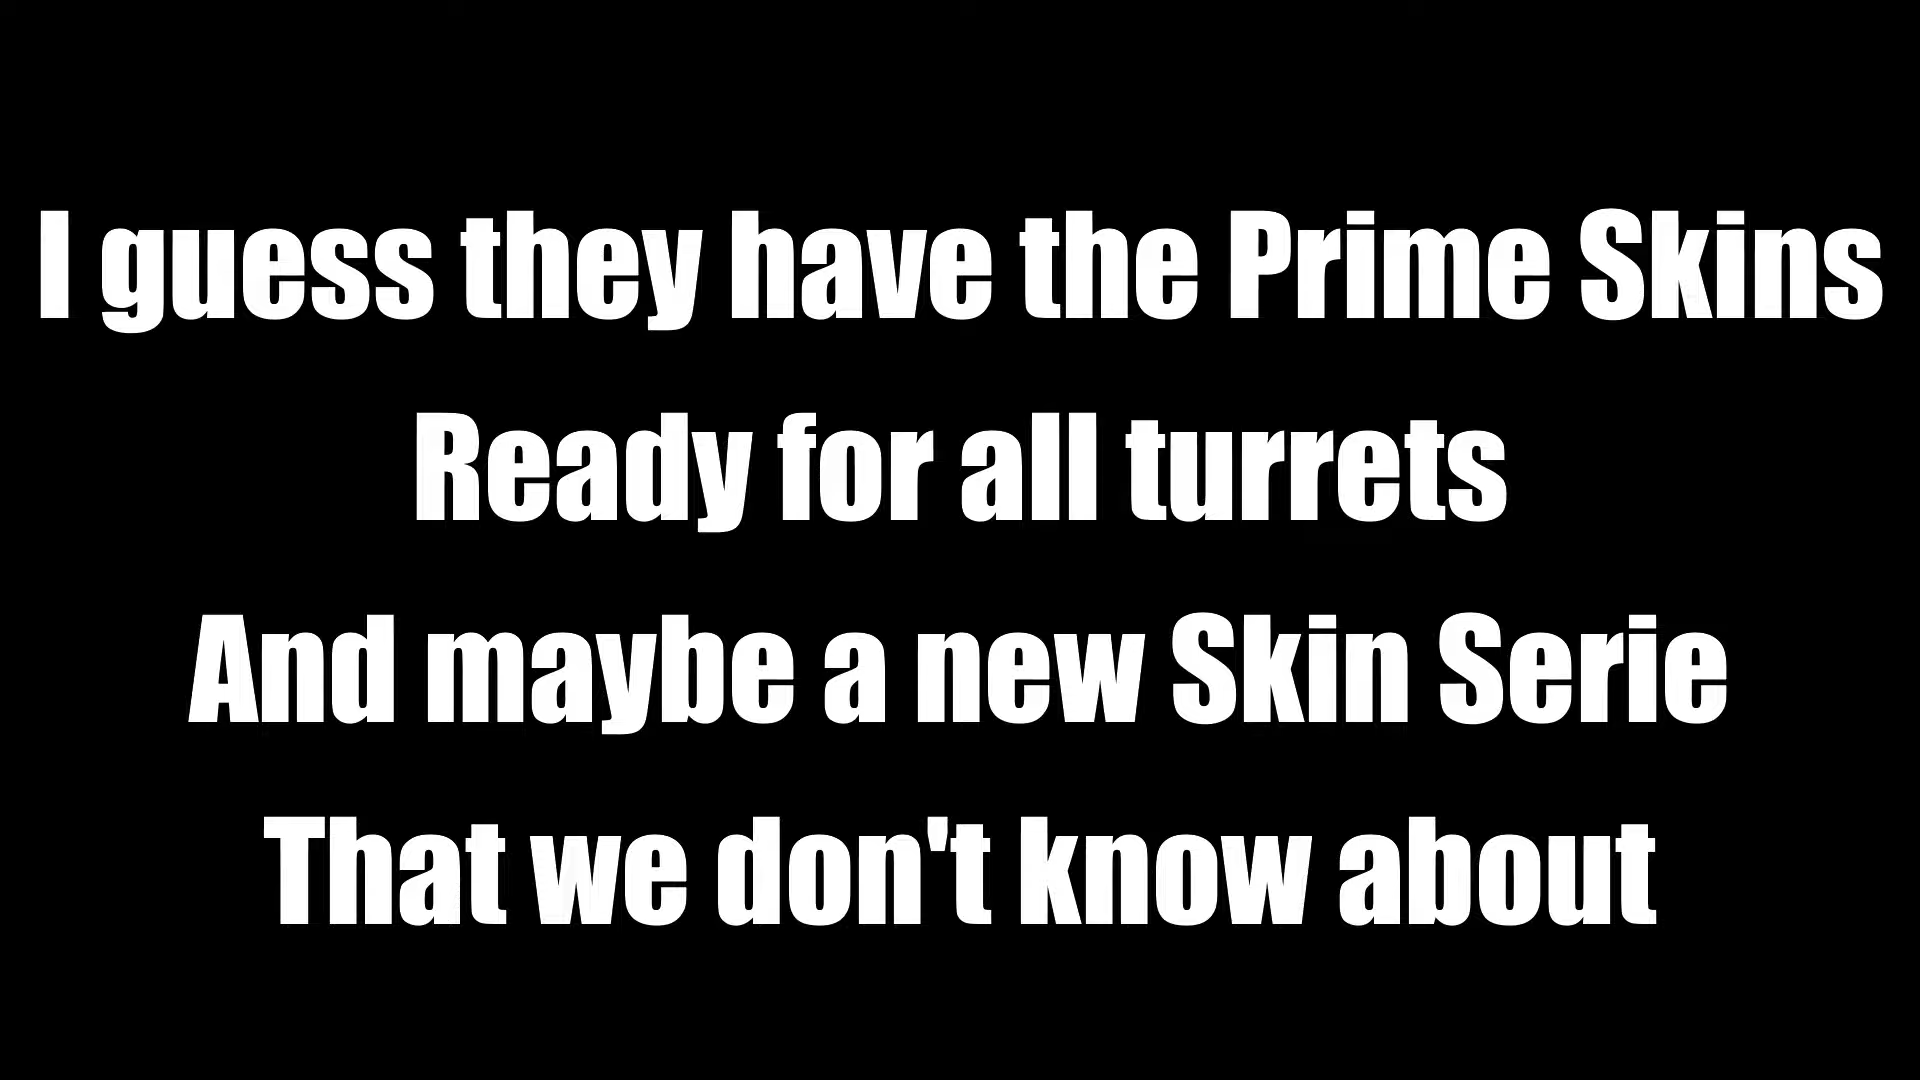 I guess they have the Prime Skins
Ready for all turrets
And maybe a new Skin Serie
That we don't know about